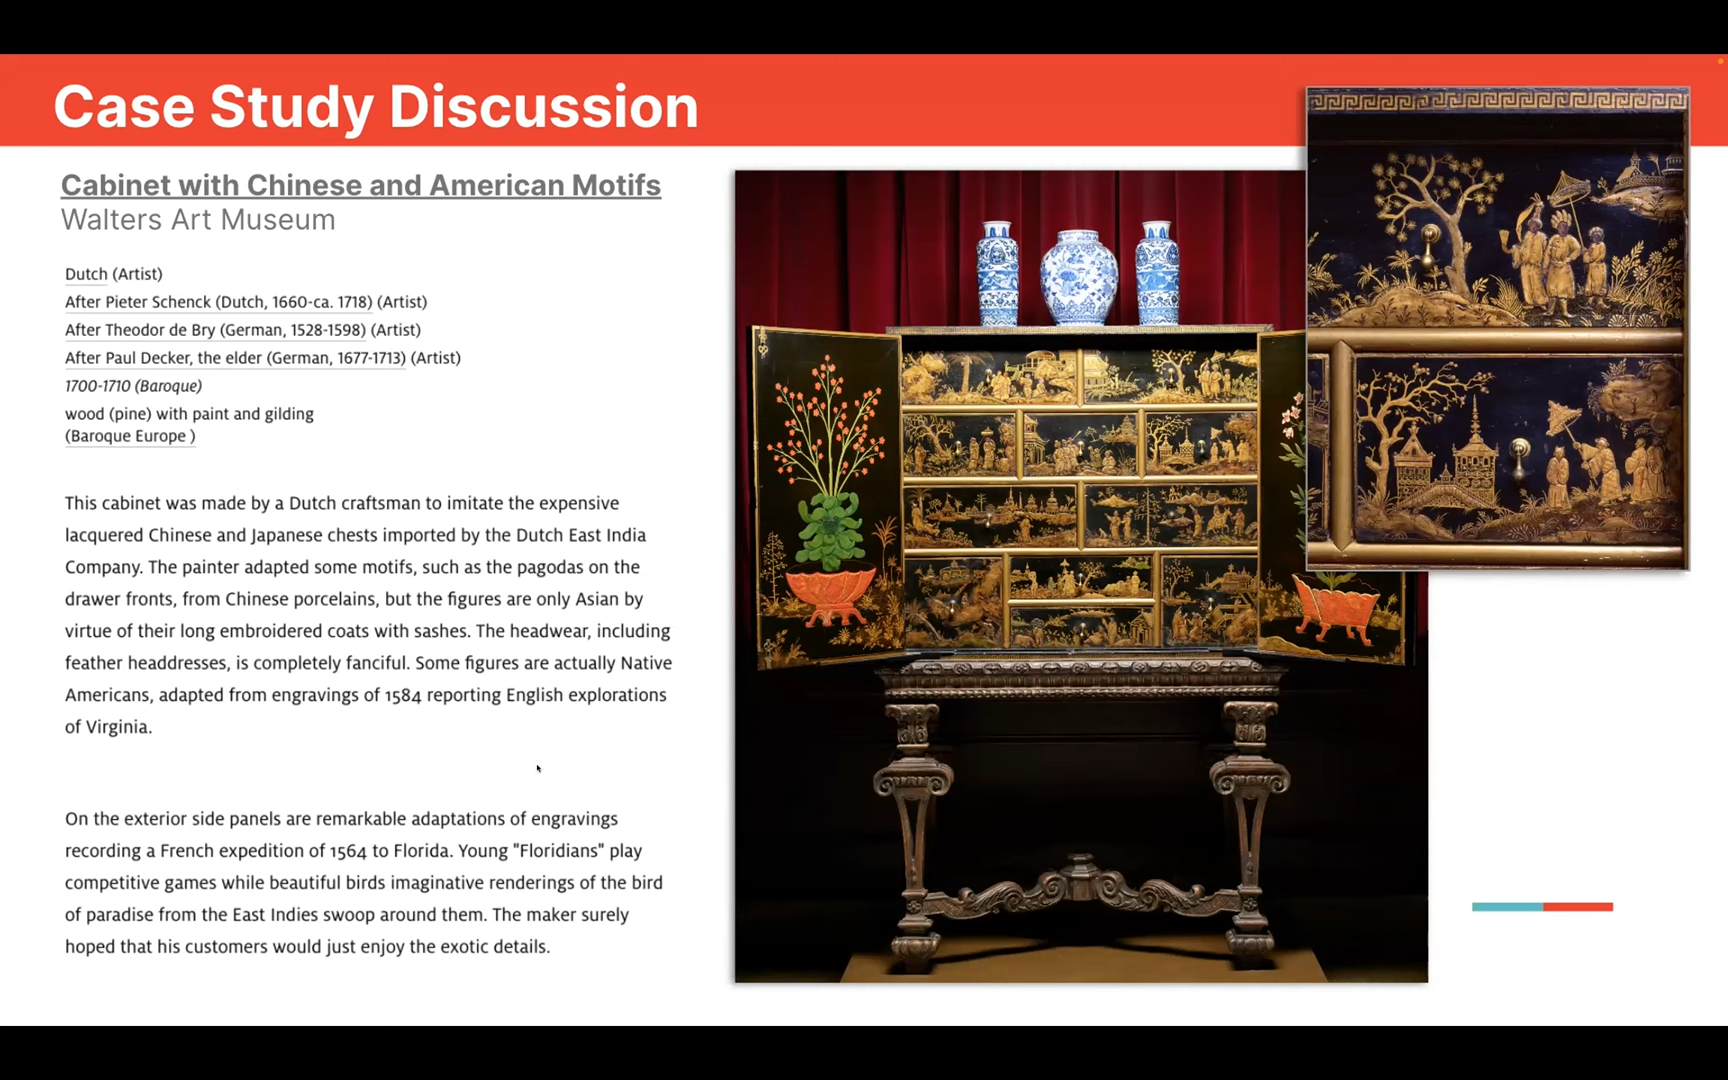 Case Study Discussion
Cabinet with Chinese and American Motifs
Walters Art Museum
Dutch (Artist)
After Pieter Schenck (Dutch, 1660-ca. 1718) (Artist)
After Theodor de Bry (German, 1528-1598) (Artist)
After Paul Decker, the elder (German, 1677-1713) (Artist)
1700-1710 (Baroque)
wood (pine) with paint and gilding
(Baroque Europe )
This cabinet was made by a Dutch craftsman to imitate the expensive
lacquered Chinese and Japanese chests imported by the Dutch East India
Company. The painter adapted some motifs, such as the pagodas on the
drawer fronts, from Chinese porcelains, but the figures are only Asian by
virtue of their long embroidered coats with sashes. The headwear, including
feather headdresses, is completely fanciful. Some figures are actually Native
Americans, adapted from engravings of 1584 reporting English explorations
of Virginia.
On the exterior side panels are remarkable adaptations of engravings
recording a French expedition of 1564 to Florida. Young "Floridians" play
competitive games while beautiful birds imaginative renderings of the bird
of paradise from the East Indies swoop around them. The maker surely
hoped that his customers would just enjoy the exotic details.